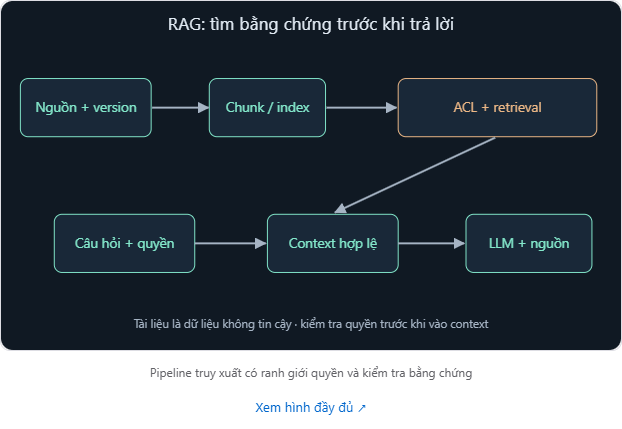 RAG: tìm bằng chứng trước khi trả lời
Nguồn + version
Chunk / index
ACL + retrieval
Câu hỏi + quyền
Context hợp lệ
LLM + nguồn
Tài liệu là dữ liệu không tin cậy · kiểm tra quyền trước khi vào context
Pipeline truy xuất có ranh giới quyền và kiểm tra bằng chứng
Xem hình đầy đủ ↗